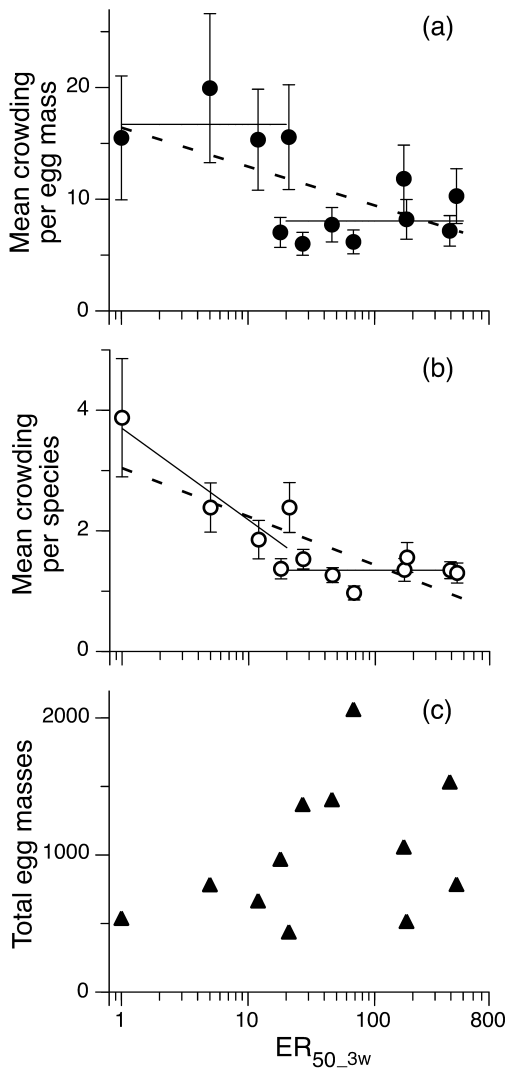 (a)
Mean crowding
per egg mass
20
10
0
(b)
Mean crowding
per species
4
2
0
(c)
Total egg masses
2000
1000
0
1 10 100 800
ER50_3w